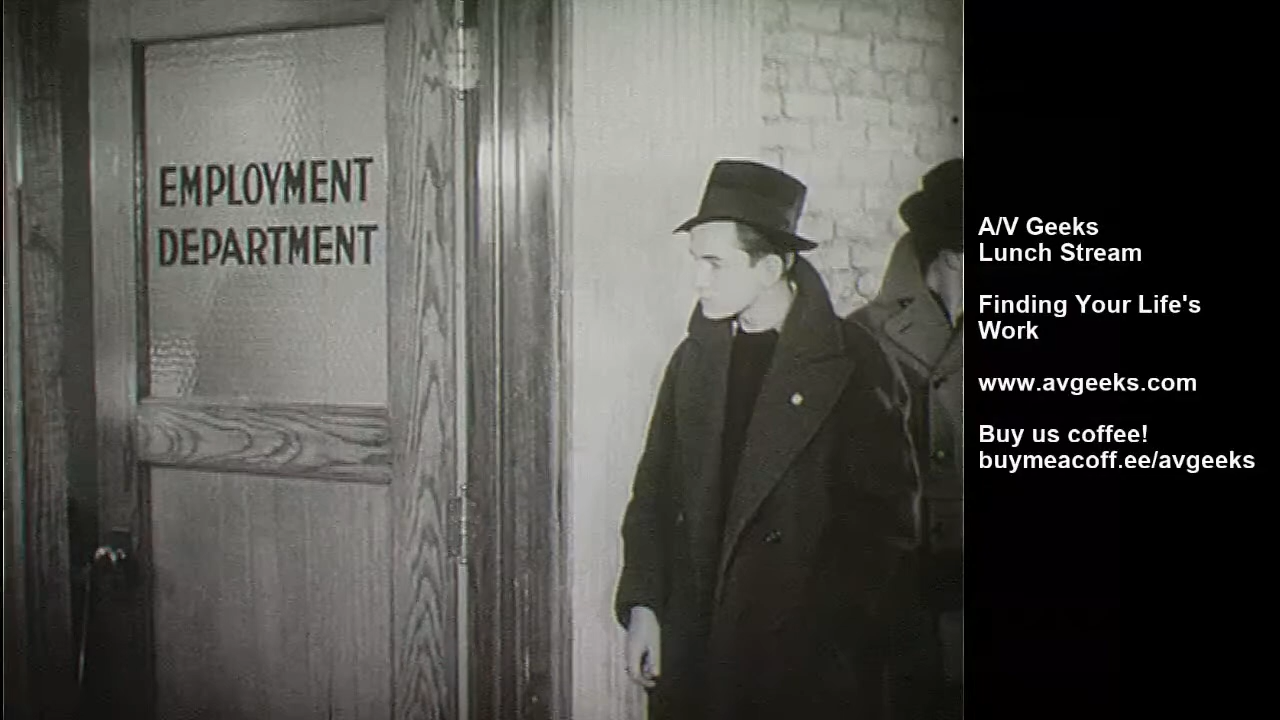 EMPLOYMENT
DEPARTMENT
A/V Geeks
Lunch Stream
Finding Your Life's
Work
www.avgeeks.com
Buy us coffee!
buymeacoff.ee/avgeeks